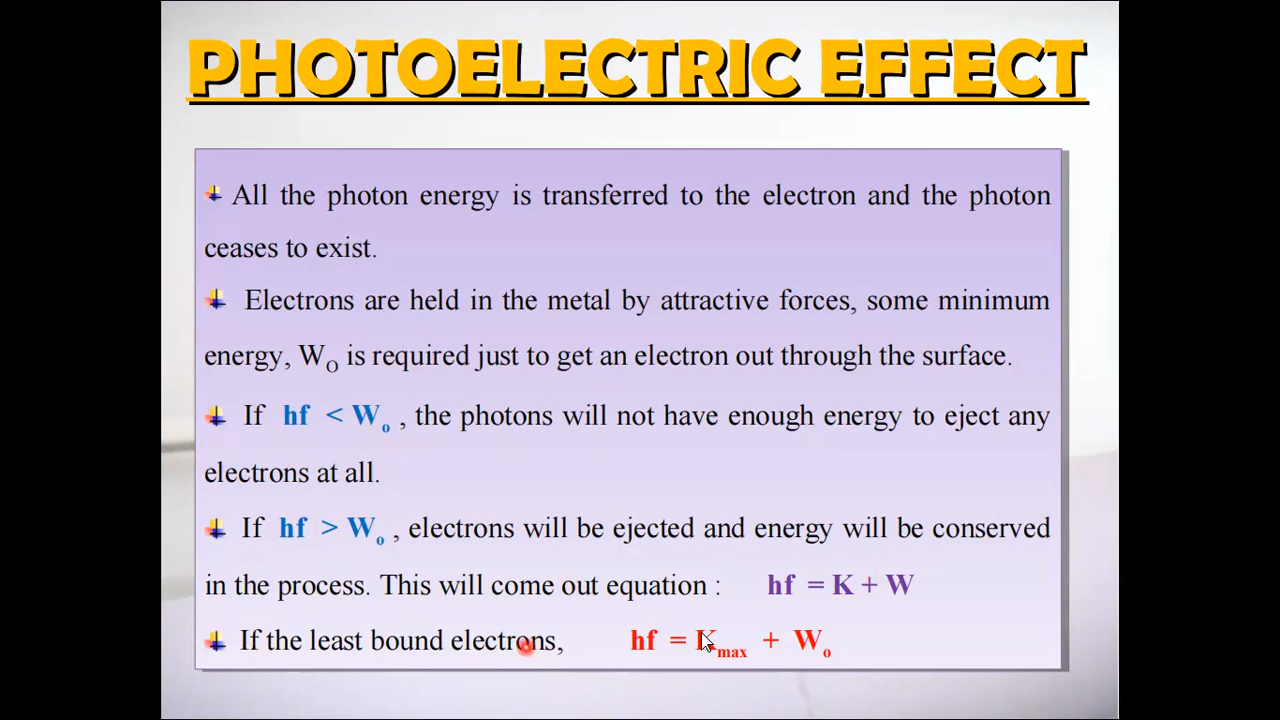 PHOTOELECTRIC EFFECT
All the photon energy is transferred to the electron and the photon
ceases to exist.
Electrons are held in the metal by attractive forces, some minimum
energy, WO is required just to get an electron out through the surface.
If hf < Wo , the photons will not have enough energy to eject any
electrons at all.
If hf > Wo , electrons will be ejected and energy will be conserved
in the process. This will come out equation : hf = K + W
If the least bound electrons, hf = Kmax + Wo